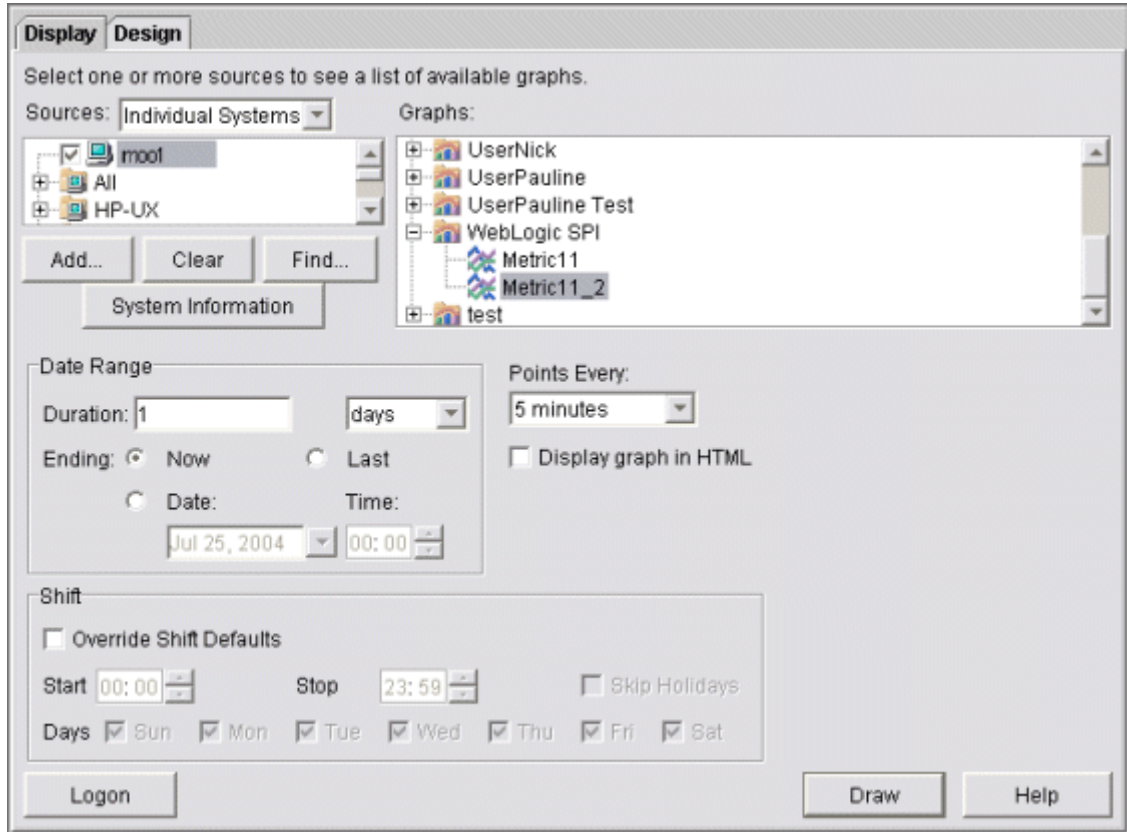 Display Design
Select one or more sources to see a list of available graphs.
Sources: Individual Systems
Graphs:
moof
All
HP-UX
Add... Clear Find...
System Information
UserNick
UserPauline
UserPauline Test
WebLogic SPI
Metric11
Metric11_2
test
Date Range
Duration: 1 days
Ending: Now Last
Date: Time:
Jul 25, 2004 00:00
Points Every:
5 minutes
Display graph in HTML
Shift
Override Shift Defaults
Start 00:00 Stop 23:59 Skip Holidays
Days Sun Mon Tue Wed Thu Fri Sat
Logon Draw Help